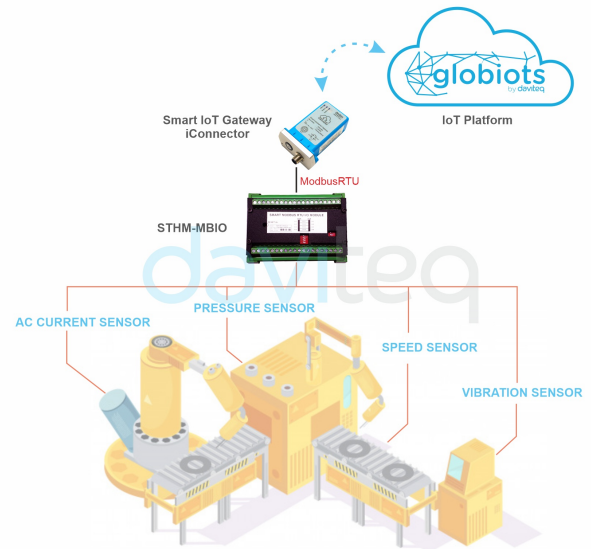 globiots
by daviteq
Smart IoT Gateway
iConnector
IoT Platform
ModbusRTU
STHM-MBIO
daviteq
PRESSURE SENSOR
AC CURRENT SENSOR
SPEED SENSOR
VIBRATION SENSOR